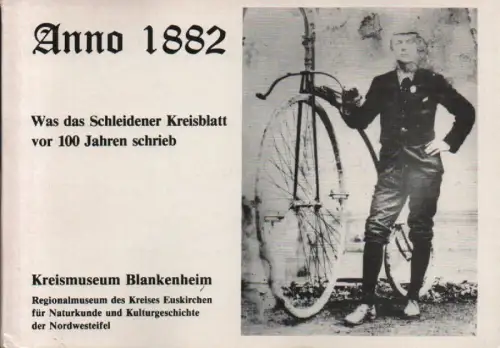 Anno 1882
Was das Schleidener Kreisblatt
vor 100 Jahren schrieb
Kreismuseum Blankenheim
Regionalmuseum des Kreises Euskirchen
für Naturkunde und Kulturgeschichte
der Nordwesteifel